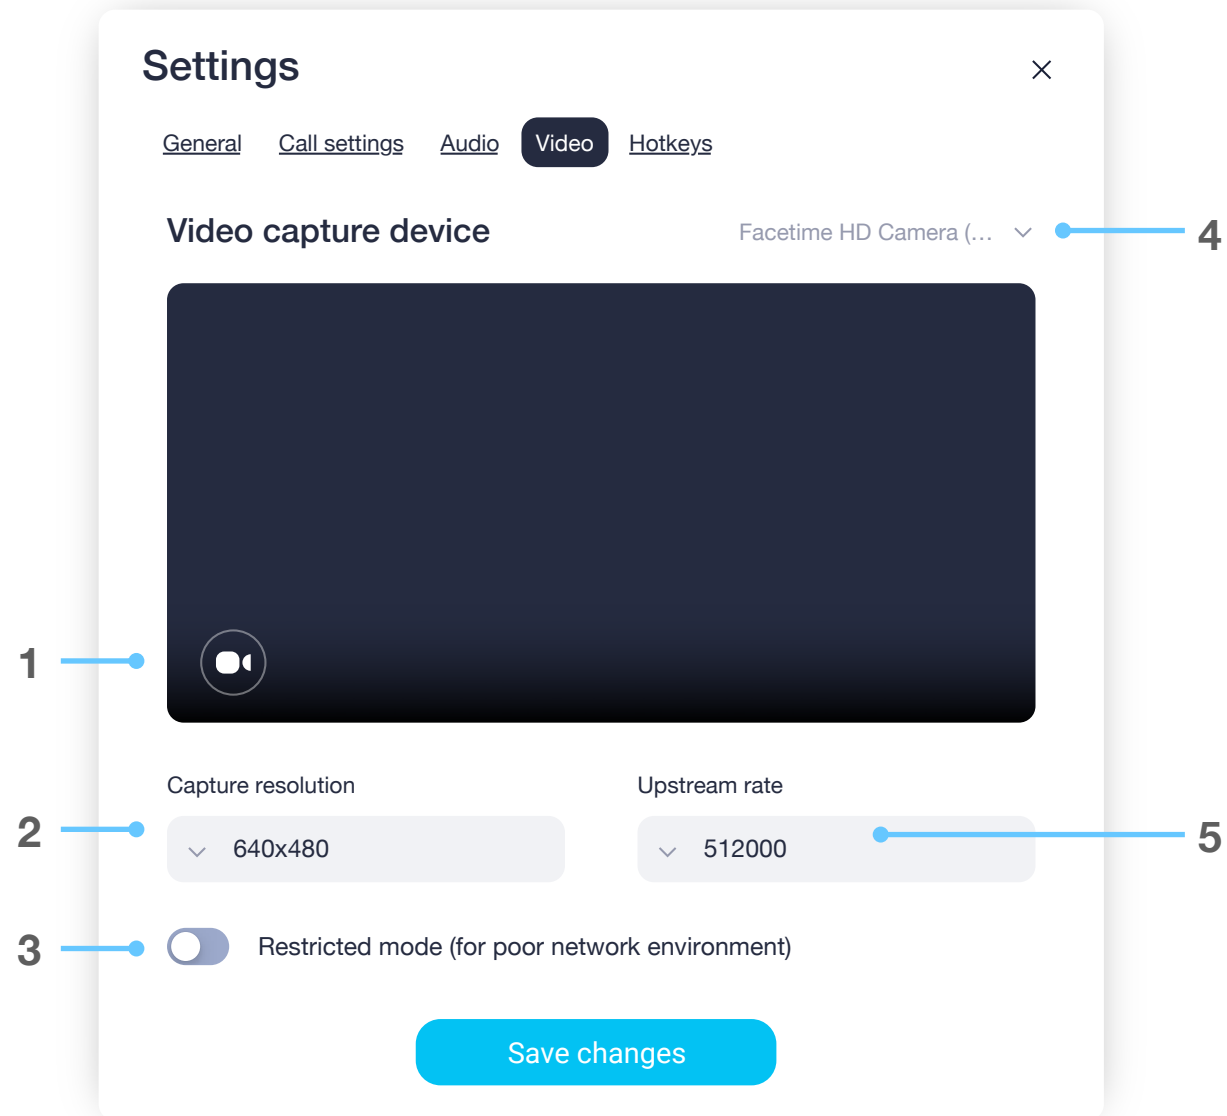 Settings
General Call settings Audio Video Hotkeys
Video capture device Facetime HD Camera (... 4
1
Capture resolution Upstream rate
2 640x480 512000 5
3 Restricted mode (for poor network environment)
Save changes